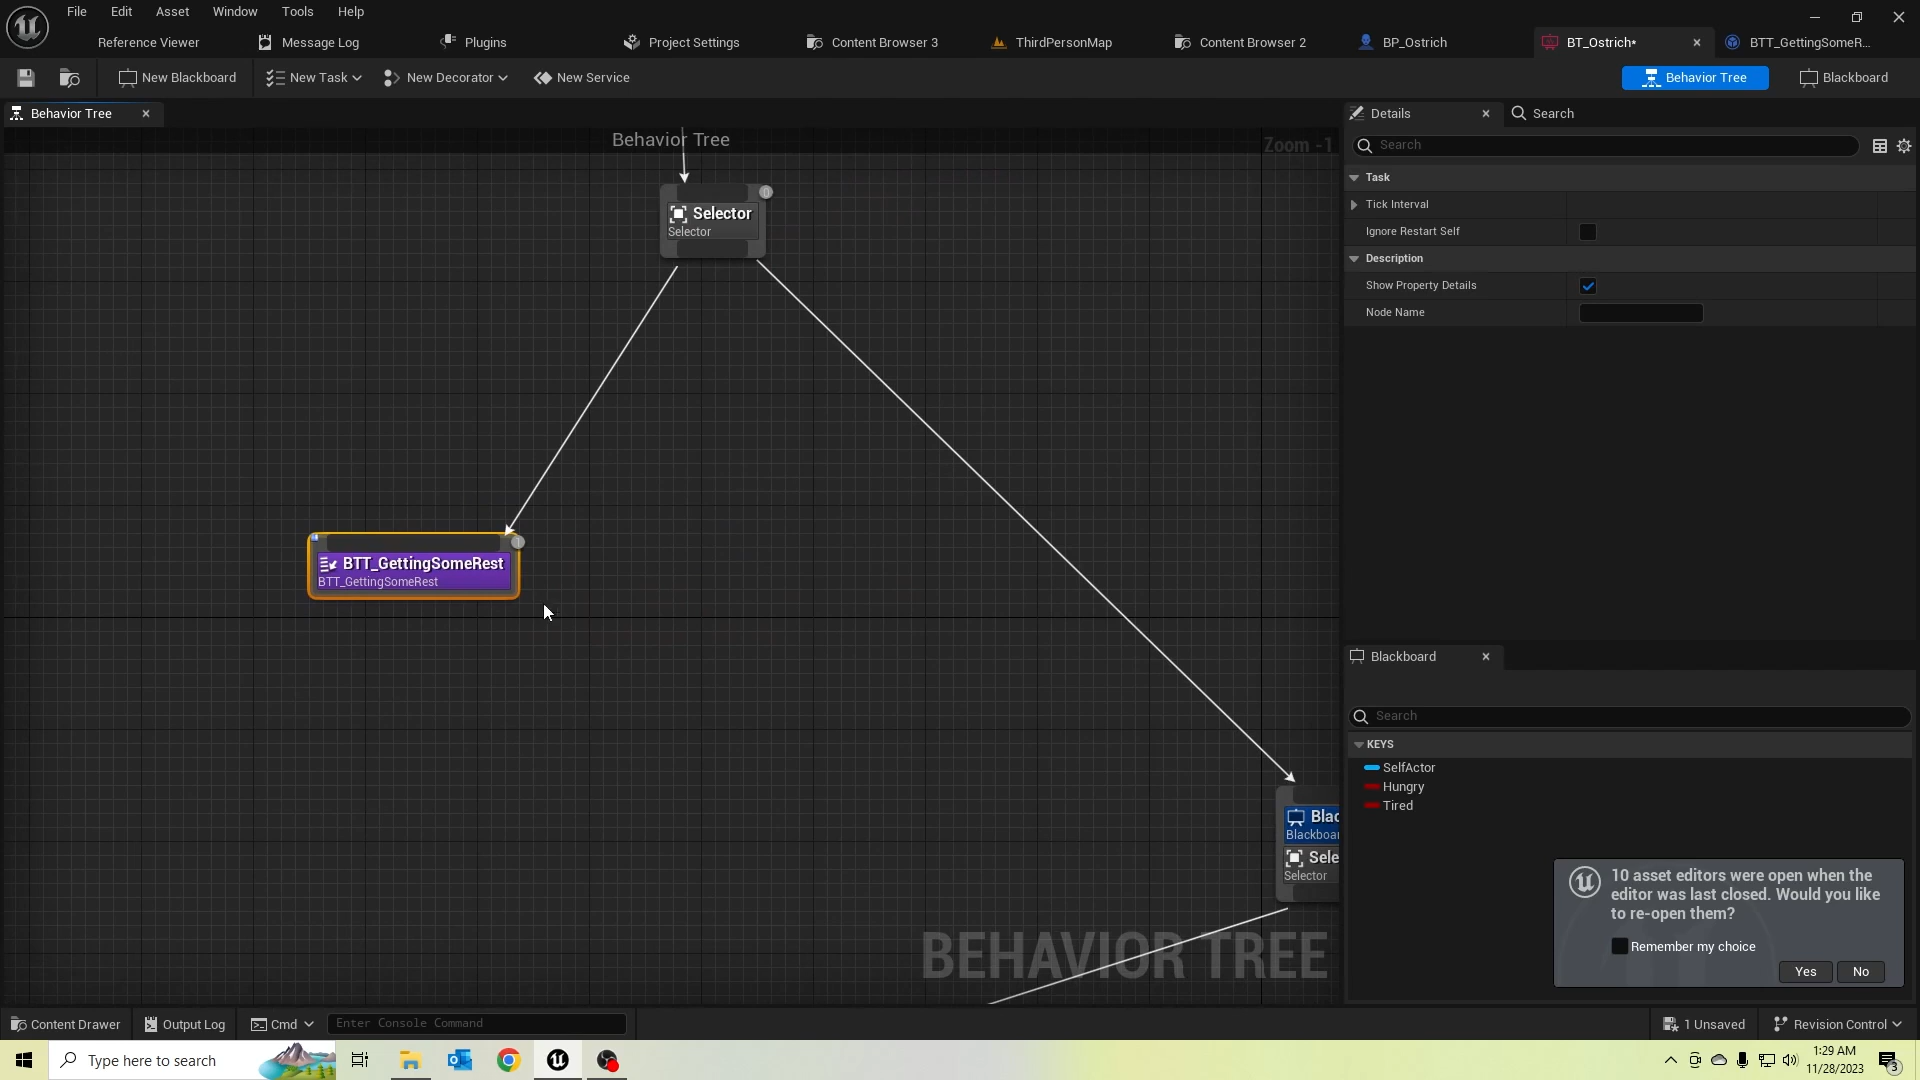 File Edit Asset Window Tools Help
Reference Viewer Message Log Plugins Project Settings Content Browser 3 ThirdPersonMap Content Browser 2 BP_Ostrich BT_Ostrich* BTT_GettingSomeR...
New Blackboard New Task New Decorator New Service Behavior Tree Blackboard
Behavior Tree
Behavior Tree
Zoom -1
Selector
Selector
BTT_GettingSomeRest
BTT_GettingSomeRest
Blac
Blackboar
Sele
Selector
BEHAVIOR TREE
Details Search
Search
Task
Tick Interval
Ignore Restart Self
Description
Show Property Details
Node Name
Blackboard
Search
KEYS
SelfActor
Hungry
Tired
10 asset editors were open when the
editor was last closed. Would you like
to re-open them?
Remember my choice
Yes No
Content Drawer Output Log Cmd Enter Console Command 1 Unsaved Revision Control
Type here to search
1:29 AM
11/28/2023
3